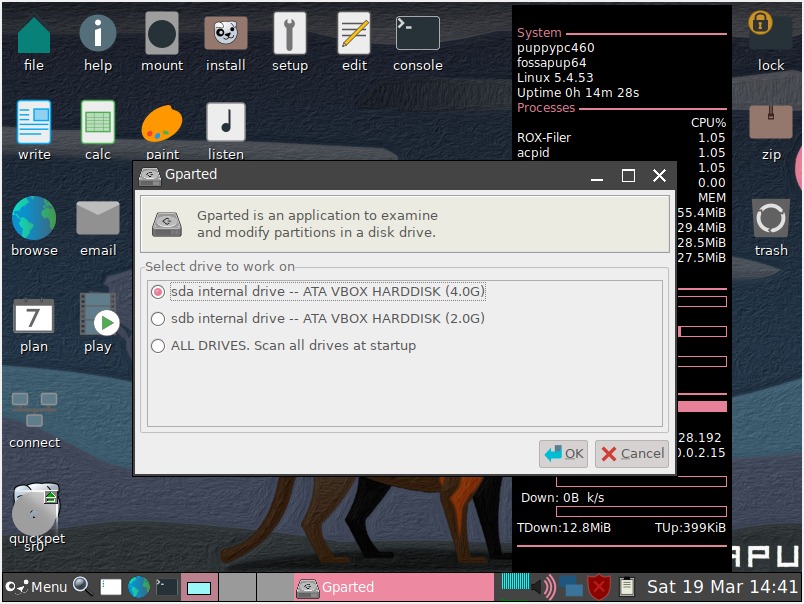 file
help
mount
install
setup
edit
console
lock
write
calc
paint
listen
zip
browse
email
trash
plan
play
connect
quickpet
sr0
System
puppypc460
fossapup64
Linux 5.4.53
Uptime 0h 14m 28s
Processes
CPU%
ROX-Filer 1.05
acpid 1.05
1.05
0.00
MEM
55.4MiB
29.4MiB
28.5MiB
27.5MiB
28.192
0.0.2.15
Down: 0B k/s
TDown:12.8MiB TUp:399KiB
Gparted
Gparted is an application to examine
and modify partitions in a disk drive.
Select drive to work on
sda internal drive -- ATA VBOX HARDDISK (4.0G)
sdb internal drive -- ATA VBOX HARDDISK (2.0G)
ALL DRIVES. Scan all drives at startup
OK
Cancel
7
APU
Menu
Gparted
Sat 19 Mar 14:41